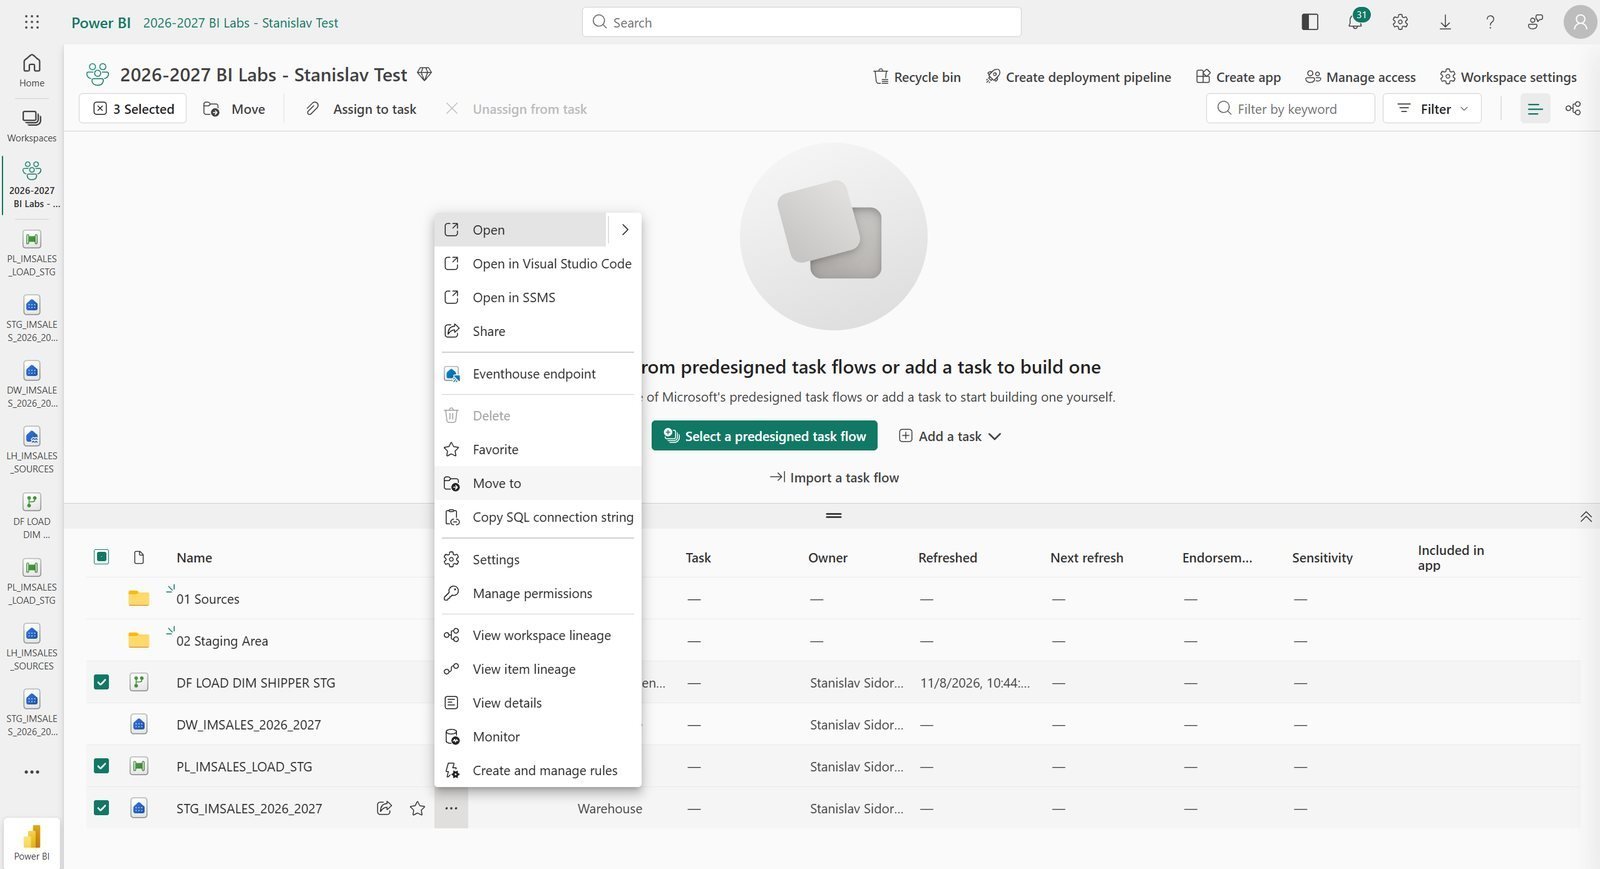 Power BI 2026-2027 BI Labs - Stanislav Test
Search
31
Home
Workspaces
2026-2027
BI Labs - ...
PL_IMSALES
_LOAD_STG
STG_IMSALE
S_2026_20...
DW_IMSALE
S_2026_20...
LH_IMSALES
_SOURCES
DF LOAD
DIM ...
PL_IMSALES
_LOAD_STG
LH_IMSALES
_SOURCES
STG_IMSALE
S_2026_20...
Power BI
2026-2027 BI Labs - Stanislav Test
Recycle bin
Create deployment pipeline
Create app
Manage access
Workspace settings
3 Selected
Move
Assign to task
Unassign from task
Filter by keyword
Filter
rom predesigned task flows or add a task to build one
of Microsoft's predesigned task flows or add a task to start building one yourself.
Select a predesigned task flow
Add a task
Import a task flow
Open
Open in Visual Studio Code
Open in SSMS
Share
Eventhouse endpoint
Delete
Favorite
Move to
Copy SQL connection string
Settings
Manage permissions
View workspace lineage
View item lineage
View details
Monitor
Create and manage rules
Name Task Owner Refreshed Next refresh Endorsem... Sensitivity Included in
app
01 Sources — — — — — —
02 Staging Area — — — — — —
DF LOAD DIM SHIPPER STG en... — Stanislav Sidor... 11/8/2026, 10:44:... — — —
DW_IMSALES_2026_2027 — Stanislav Sidor... — — — —
PL_IMSALES_LOAD_STG — Stanislav Sidor... — — — —
STG_IMSALES_2026_2027 Warehouse — Stanislav Sidor... — — — —